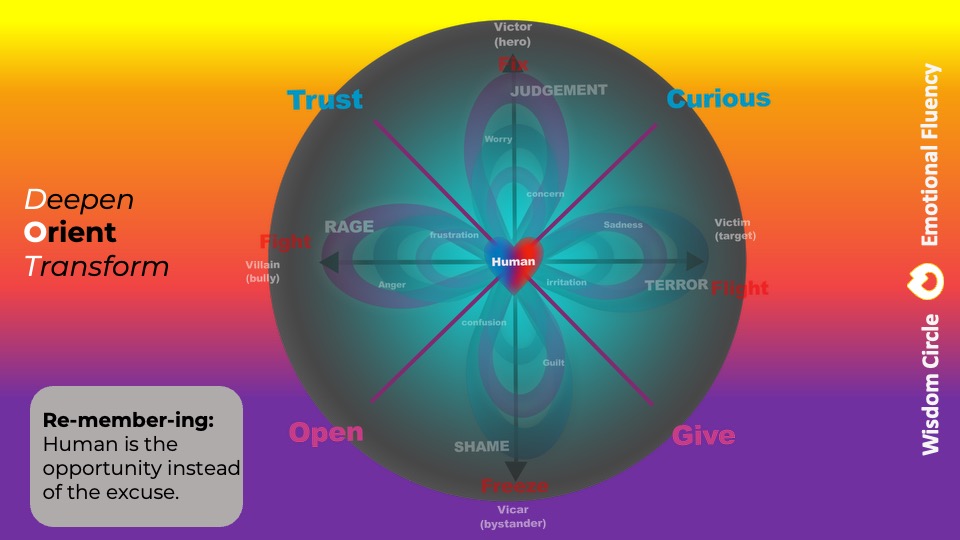 Victor
(hero)
Fix
JUDGEMENT
Trust
Curious
Worry
concern
Deepen
Orient
Transform
RAGE
Fight
frustration
Sadness
Victim
(target)
Villain
(bully)
Human
Anger
irritation
TERROR
Flight
confusion
Guilt
Open
Give
SHAME
Freeze
Vicar
(bystander)
Re-member-ing:
Human is the
opportunity instead
of the excuse.
Wisdom Circle Emotional Fluency